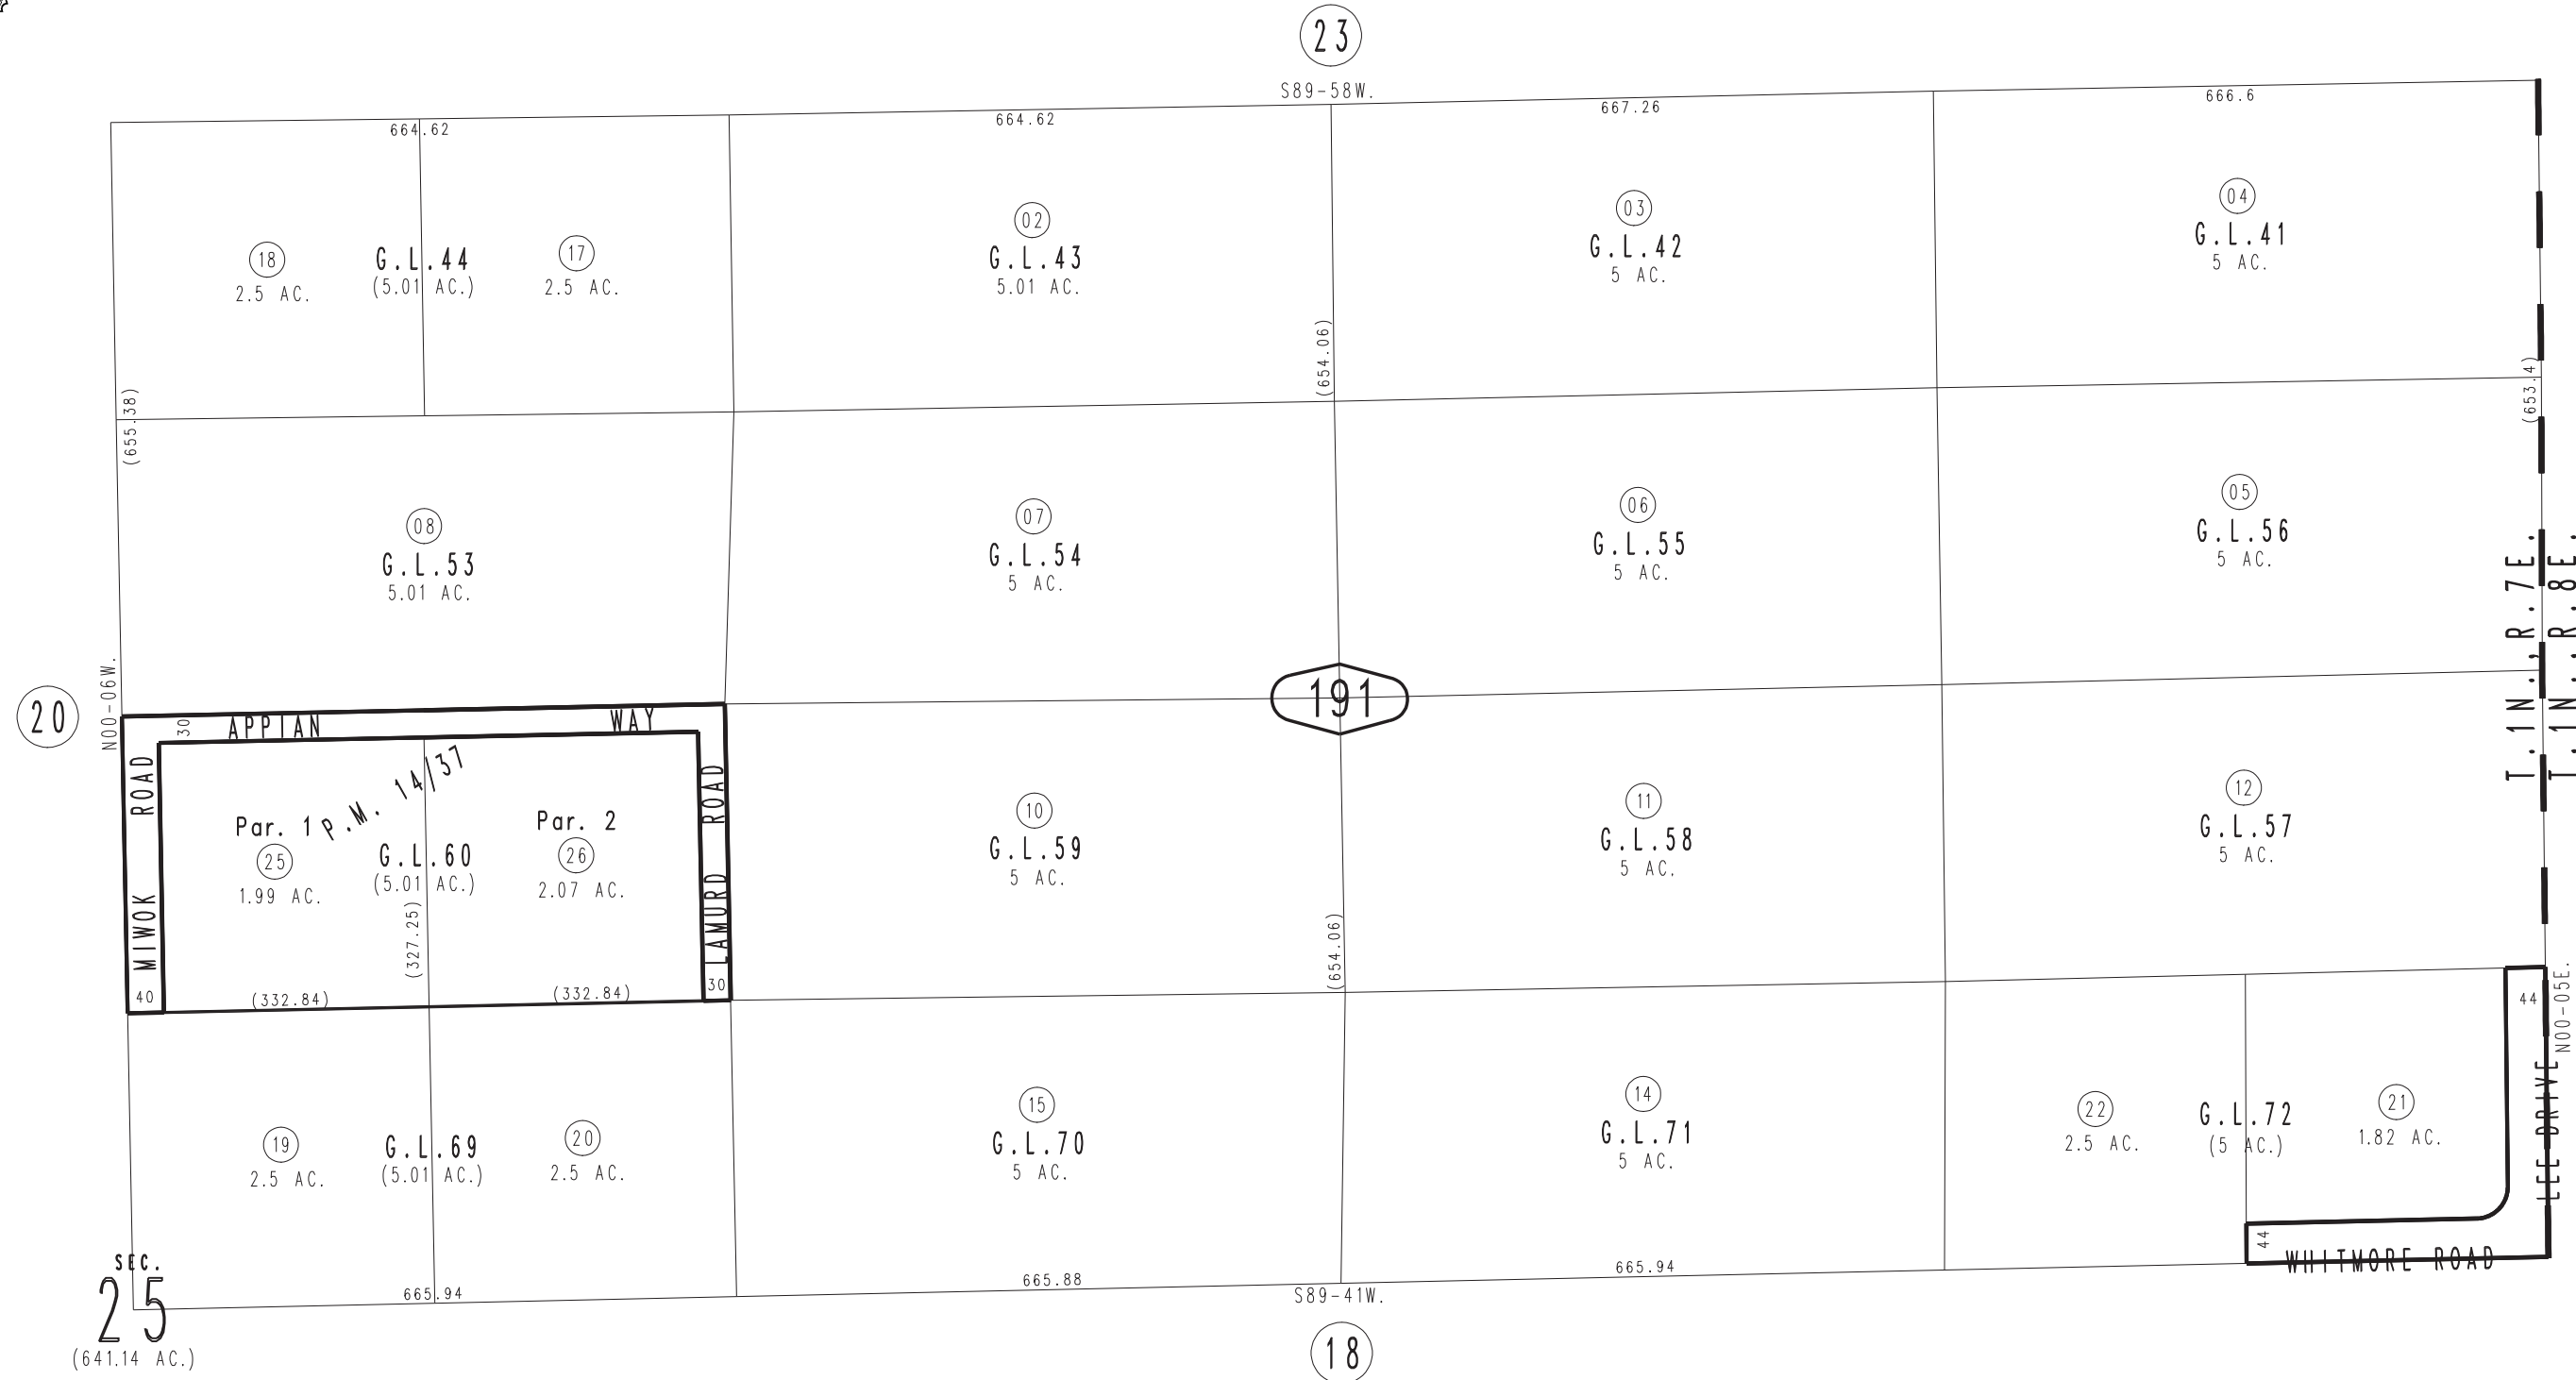 23
S89-58W.
664.62
664.62
667.26
666.6
18
2.5 AC.
G.L.44
(5.01 AC.)
17
2.5 AC.
02
G.L.43
5.01 AC.
03
G.L.42
5 AC.
04
G.L.41
5 AC.
(655.38)
(654.06)
(653.4)
08
G.L.53
5.01 AC.
07
G.L.54
5 AC.
06
G.L.55
5 AC.
05
G.L.56
5 AC.
T.1N., R.7E.
T.1N., R.8E.
20
N00-06W.
191
30
APPIAN WAY
MIWOK ROAD
40
LAMURD ROAD
30
P.M. 14/37
Par. 1
25
1.99 AC.
G.L.60
(5.01 AC.)
Par. 2
26
2.07 AC.
(327.25)
(332.84)
(332.84)
10
G.L.59
5 AC.
(654.06)
11
G.L.58
5 AC.
12
G.L.57
5 AC.
19
2.5 AC.
G.L.69
(5.01 AC.)
20
2.5 AC.
15
G.L.70
5 AC.
14
G.L.71
5 AC.
22
2.5 AC.
G.L.72
(5 AC.)
21
1.82 AC.
44
N00-05E.
LEE DRIVE
44
WHITMORE ROAD
SEC.
25
(641.14 AC.)
665.94
665.88
665.94
S89-41W.
18